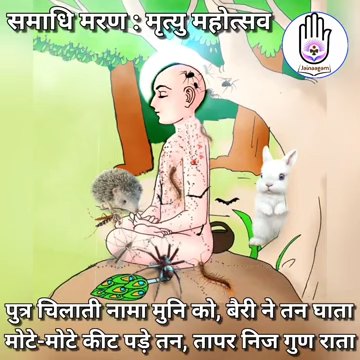 समाधि मरण : मृत्यु महोत्सव
Jainaagam
पुत्र चिलाती नामा मुनि को, बैरी ने तन घाता
मोटे-मोटे कीट पड़े तन, तापर निज गुण राता